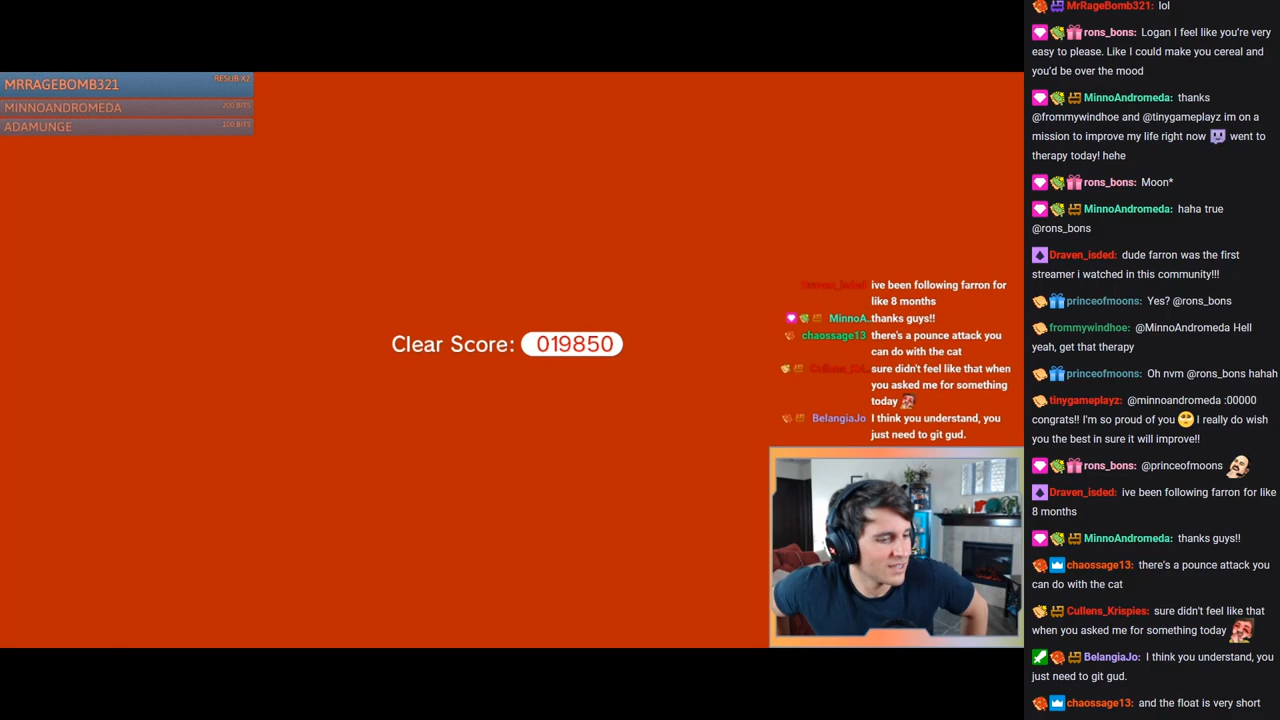 MRRAGEBOMB321 RESUB X2
MINNOANDROMEDA 200 BITS
ADAMUNGE 100 BITS
Clear Score: 019850
Draven_isded ive been following farron for
like 8 months
MinnoA.. thanks guys!!
chaossage13 there's a pounce attack you
can do with the cat
Cullens_Kri.. sure didn't feel like that when
you asked me for something
today
BelangiaJo I think you understand, you
just need to git gud.
MrRageBomb321: lol
rons_bons: Logan I feel like you're very
easy to please. Like I could make you cereal and
you'd be over the mood
MinnoAndromeda: thanks
@frommywindhoe and @tinygameplayz im on a
mission to improve my life right now went to
therapy today! hehe
rons_bons: Moon*
MinnoAndromeda: haha true
@rons_bons
Draven_isded: dude farron was the first
streamer i watched in this community!!!
princeofmoons: Yes? @rons_bons
frommywindhoe: @MinnoAndromeda Hell
yeah, get that therapy
princeofmoons: Oh nvm @rons_bons hahah
tinygameplayz: @minnoandromeda :00000
congrats!! I'm so proud of you I really do wish
you the best in sure it will improve!!
rons_bons: @princeofmoons
Draven_isded: ive been following farron for like
8 months
MinnoAndromeda: thanks guys!!
chaossage13: there's a pounce attack you
can do with the cat
Cullens_Krispies: sure didn't feel like that
when you asked me for something today
BelangiaJo: I think you understand, you
just need to git gud.
chaossage13: and the float is very short